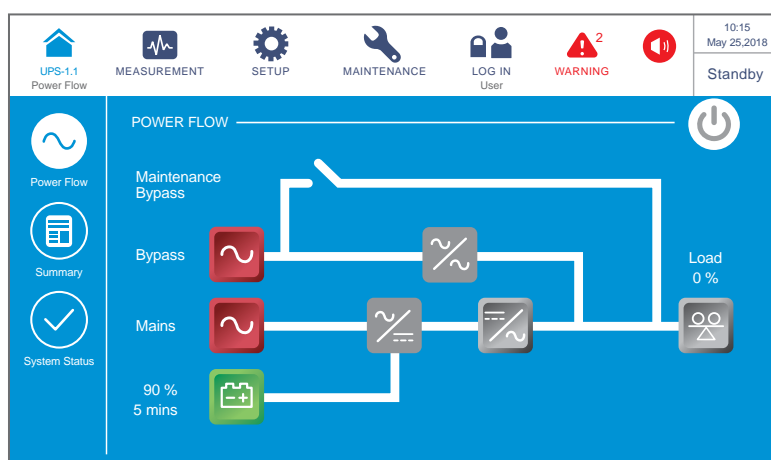 UPS-1.1
Power Flow
MEASUREMENT
SETUP
MAINTENANCE
LOG IN
User
2
WARNING
10:15
May 25,2018
Standby
Power Flow
Summary
System Status
POWER FLOW
Maintenance
Bypass
Bypass
Load
0 %
Mains
90 %
5 mins